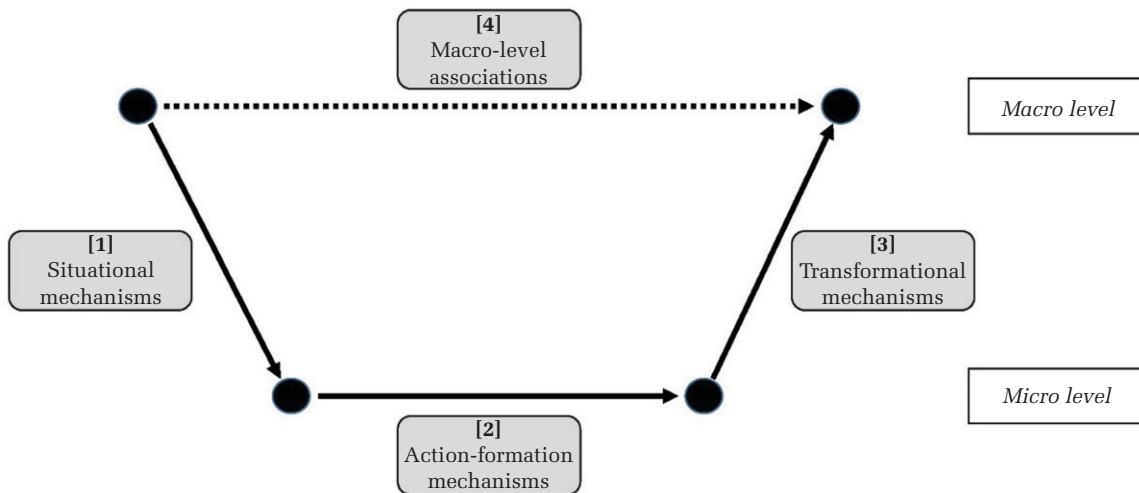 [4]
Macro-level
associations
Macro level
[1]
Situational
mechanisms
[3]
Transformational
mechanisms
[2]
Action-formation
mechanisms
Micro level